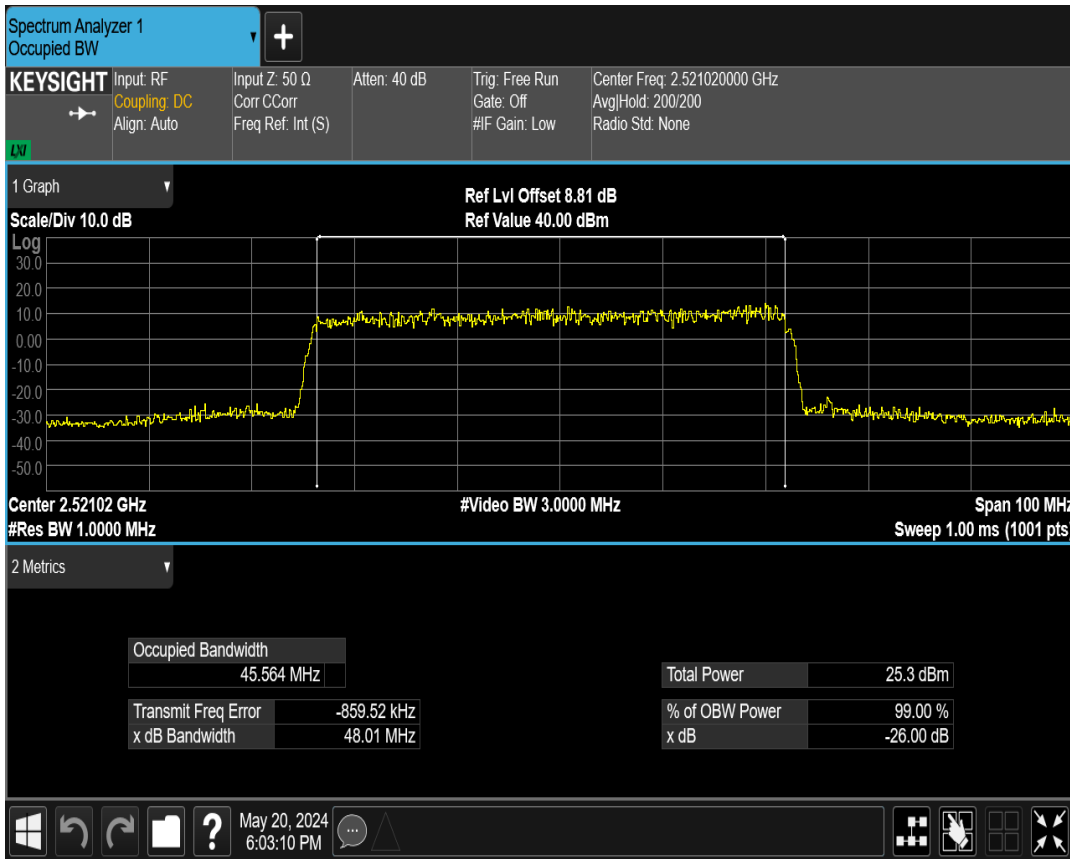 Spectrum Analyzer 1
Occupied BW
KEYSIGHT
LXI
Input: RF
Coupling: DC
Align: Auto
Input Z: 50 Ω
Corr CCorr
Freq Ref: Int (S)
Atten: 40 dB
Trig: Free Run
Gate: Off
#IF Gain: Low
Center Freq: 2.521020000 GHz
Avg|Hold: 200/200
Radio Std: None
1 Graph
Scale/Div 10.0 dB
Ref Lvl Offset 8.81 dB
Ref Value 40.00 dBm
Log
30.0
20.0
10.0
0.00
-10.0
-20.0
-30.0
-40.0
-50.0
Center 2.52102 GHz
#Res BW 1.0000 MHz
#Video BW 3.0000 MHz
Span 100 MHz
Sweep 1.00 ms (1001 pts)
2 Metrics
Occupied Bandwidth
45.564 MHz
Transmit Freq Error -859.52 kHz
x dB Bandwidth 48.01 MHz
Total Power 25.3 dBm
% of OBW Power 99.00 %
x dB -26.00 dB
May 20, 2024
6:03:10 PM